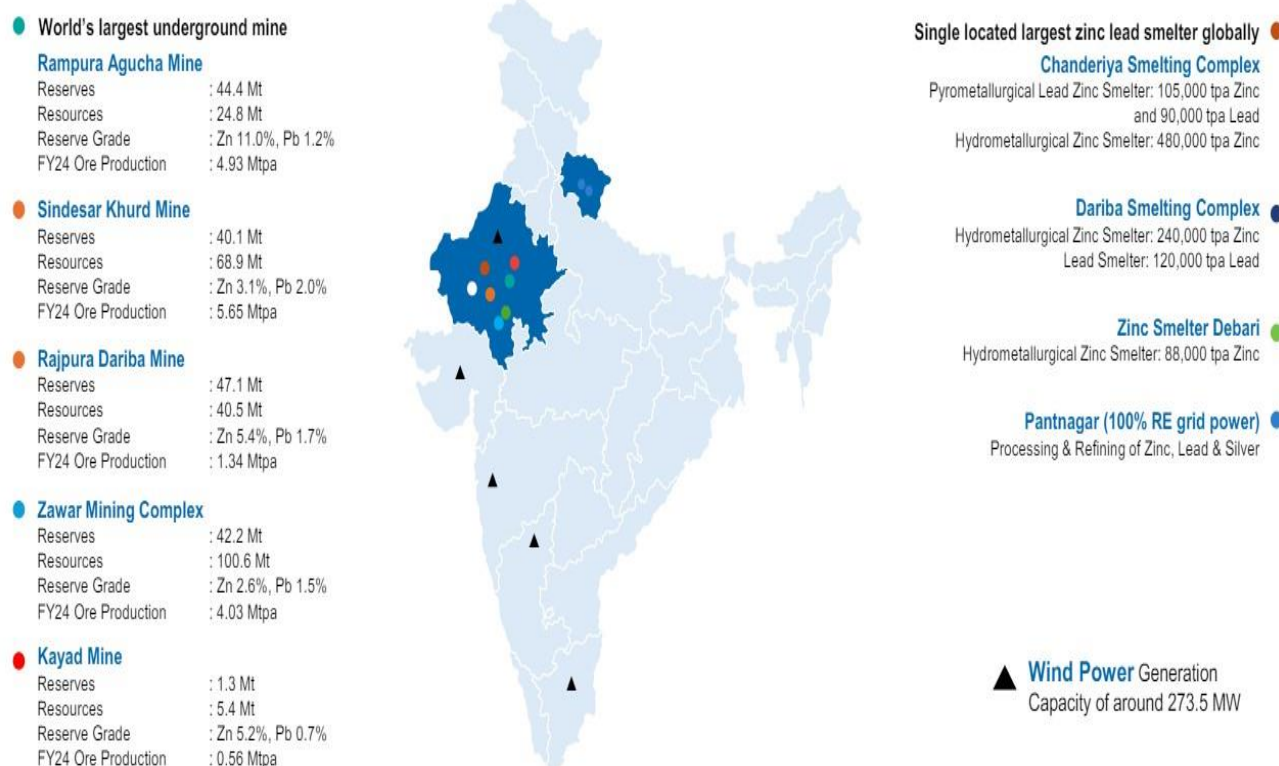 World's largest underground mine
Rampura Agucha Mine
Reserves : 44.4 Mt
Resources : 24.8 Mt
Reserve Grade : Zn 11.0%, Pb 1.2%
FY24 Ore Production : 4.93 Mtpa
Sindesar Khurd Mine
Reserves : 40.1 Mt
Resources : 68.9 Mt
Reserve Grade : Zn 3.1%, Pb 2.0%
FY24 Ore Production : 5.65 Mtpa
Rajpura Dariba Mine
Reserves : 47.1 Mt
Resources : 40.5 Mt
Reserve Grade : Zn 5.4%, Pb 1.7%
FY24 Ore Production : 1.34 Mtpa
Zawar Mining Complex
Reserves : 42.2 Mt
Resources : 100.6 Mt
Reserve Grade : Zn 2.6%, Pb 1.5%
FY24 Ore Production : 4.03 Mtpa
Kayad Mine
Reserves : 1.3 Mt
Resources : 5.4 Mt
Reserve Grade : Zn 5.2%, Pb 0.7%
FY24 Ore Production : 0.56 Mtpa
Single located largest zinc lead smelter globally
Chanderiya Smelting Complex
Pyrometallurgical Lead Zinc Smelter: 105,000 tpa Zinc
and 90,000 tpa Lead
Hydrometallurgical Zinc Smelter: 480,000 tpa Zinc
Dariba Smelting Complex
Hydrometallurgical Zinc Smelter: 240,000 tpa Zinc
Lead Smelter: 120,000 tpa Lead
Zinc Smelter Debari
Hydrometallurgical Zinc Smelter: 88,000 tpa Zinc
Pantnagar (100% RE grid power)
Processing & Refining of Zinc, Lead & Silver
Wind Power Generation
Capacity of around 273.5 MW